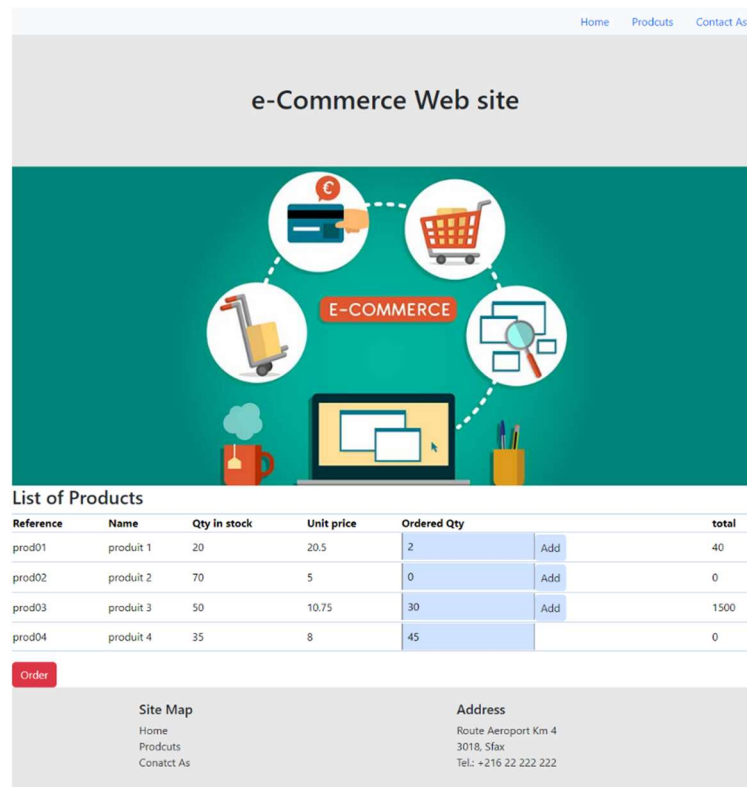 Home Prodcuts Contact As
e-Commerce Web site
€
E-COMMERCE
List of Products
Reference Name Qty in stock Unit price Ordered Qty total
prod01 produit 1 20 20.5 2 Add 40
prod02 produit 2 70 5 0 Add 0
prod03 produit 3 50 10.75 30 Add 1500
prod04 produit 4 35 8 45 0
Order
Site Map Address
Home Route Aeroport Km 4
Prodcuts 3018, Sfax
Conatct As Tel.: +216 22 222 222